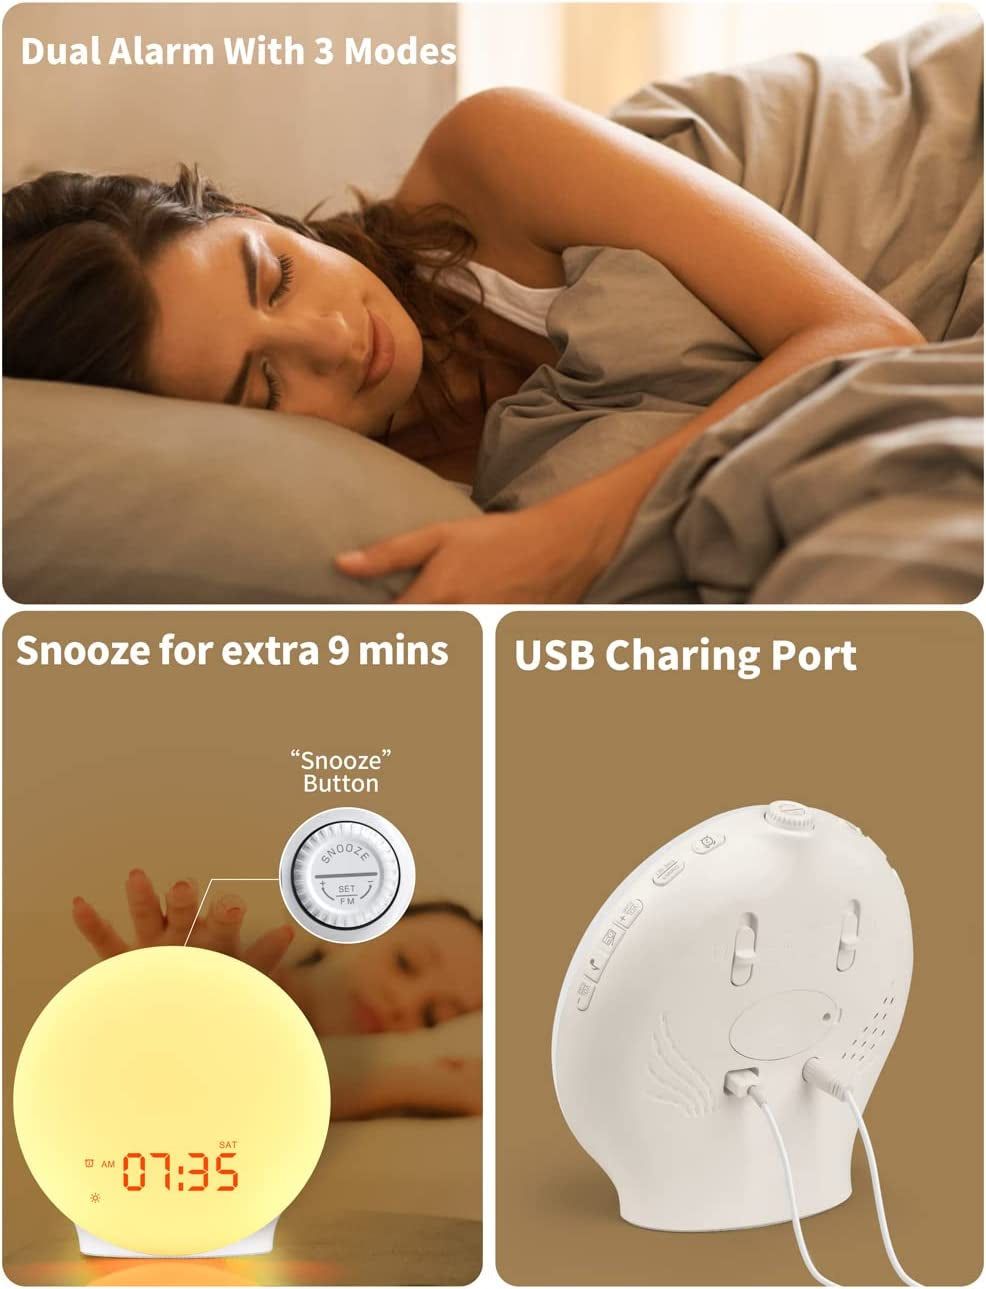 Dual Alarm With 3 Modes
Snooze for extra 9 mins
"Snooze"
Button
SNOOZE
+ -
SET
FM
SAT
AM 07:35
USB Charing Port